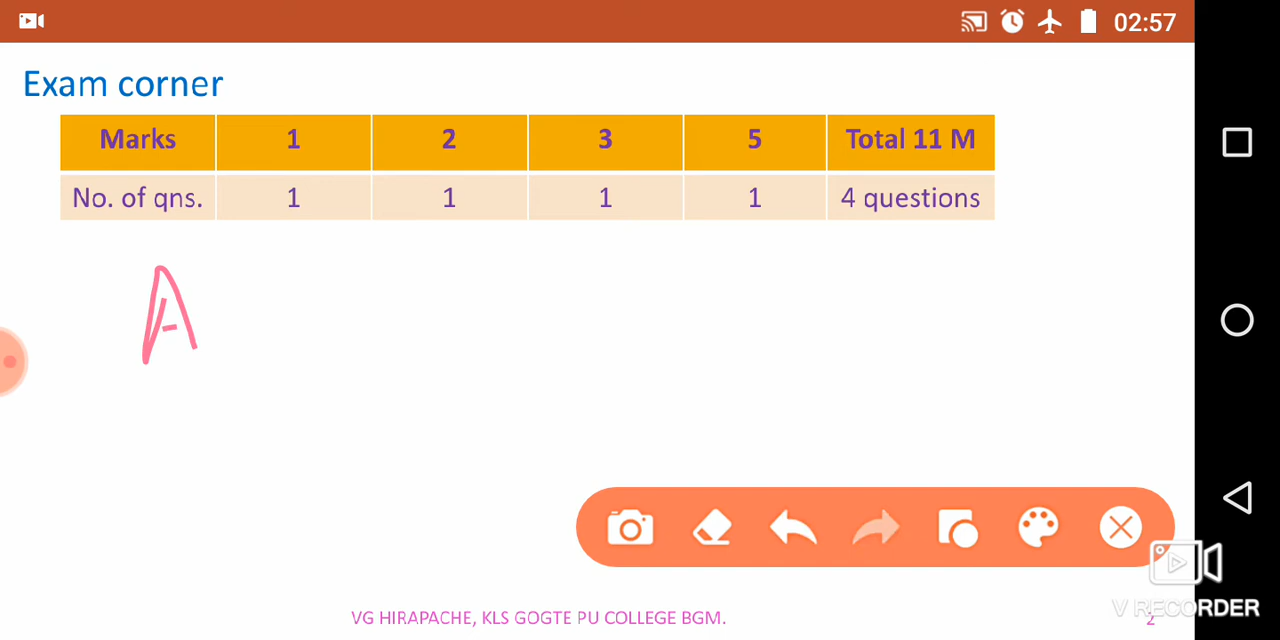 02:57
Exam corner
Marks 1 2 3 5 Total 11 M
No. of qns. 1 1 1 1 4 questions
A
VG HIRAPACHE, KLS GOGTE PU COLLEGE BGM.
2
V RECORDER